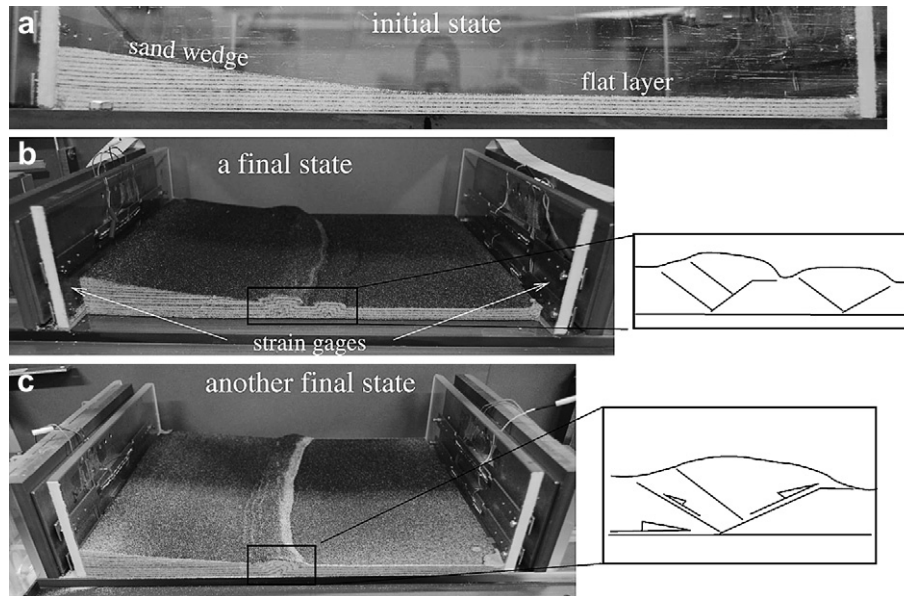 a
initial state
sand wedge
flat layer
b
a final state
strain gages
c
another final state